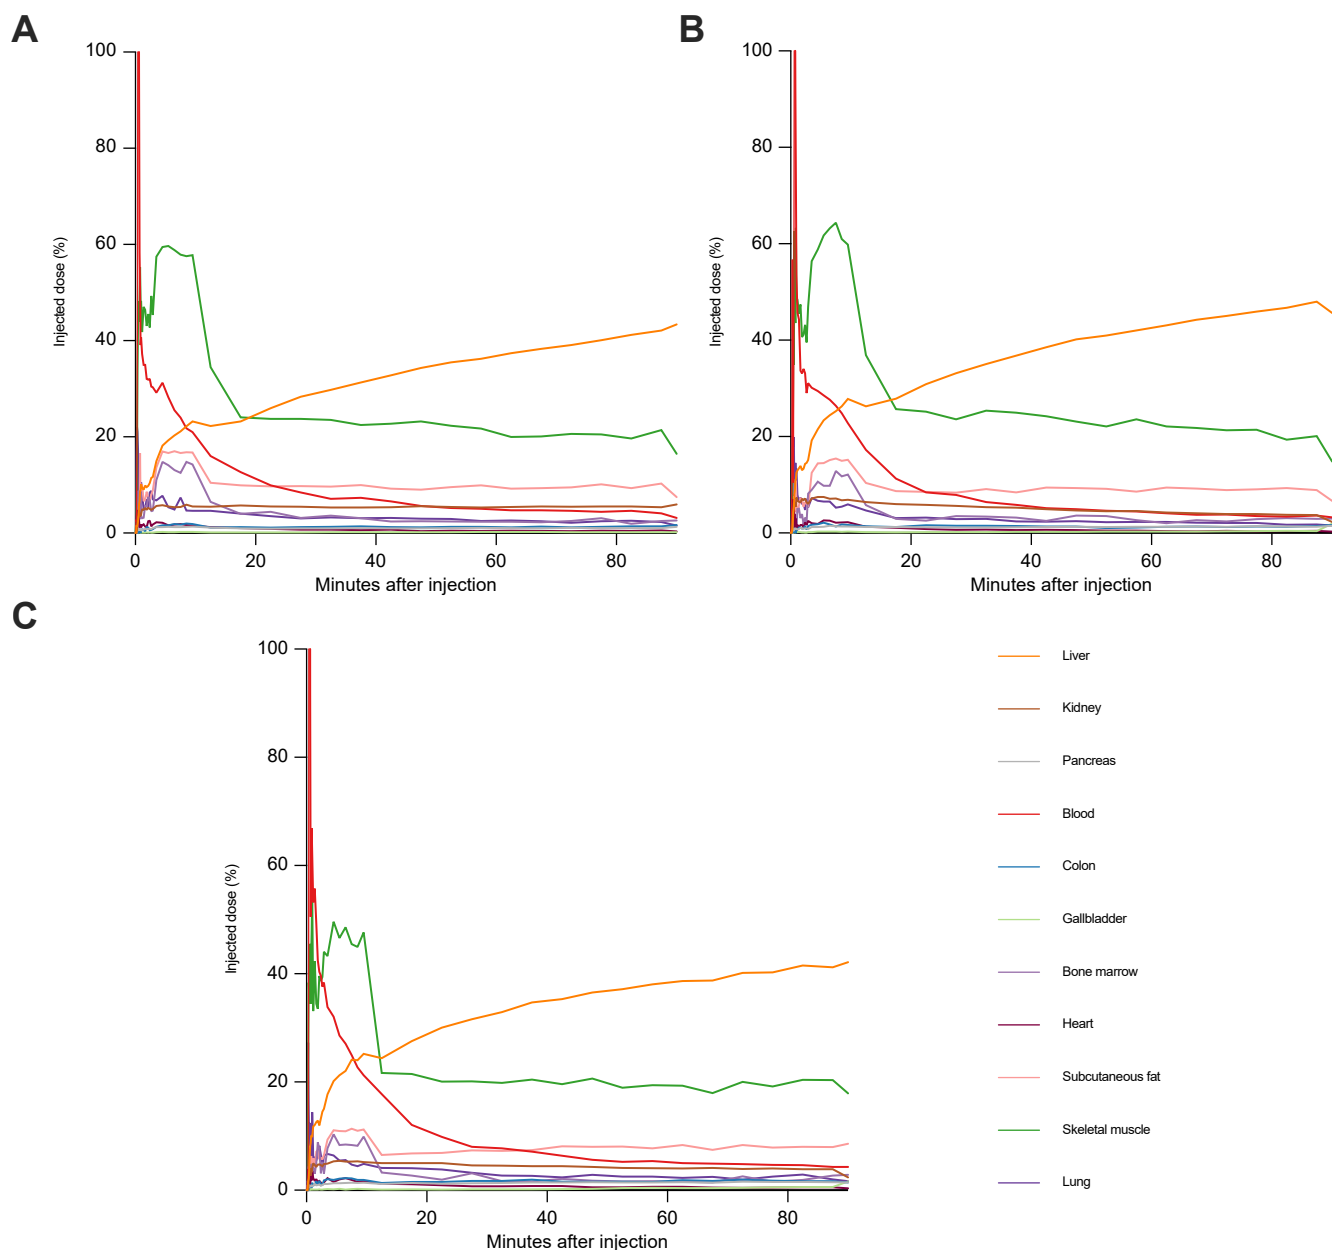 A
B
100
80
60
40
20
0
Injected dose (%)
0 20 40 60 80
Minutes after injection
100
80
60
40
20
0
Injected dose (%)
0 20 40 60 80
Minutes after injection
C
100
80
60
40
20
0
Injected dose (%)
0 20 40 60 80
Minutes after injection
Liver
Kidney
Pancreas
Blood
Colon
Gallbladder
Bone marrow
Heart
Subcutaneous fat
Skeletal muscle
Lung